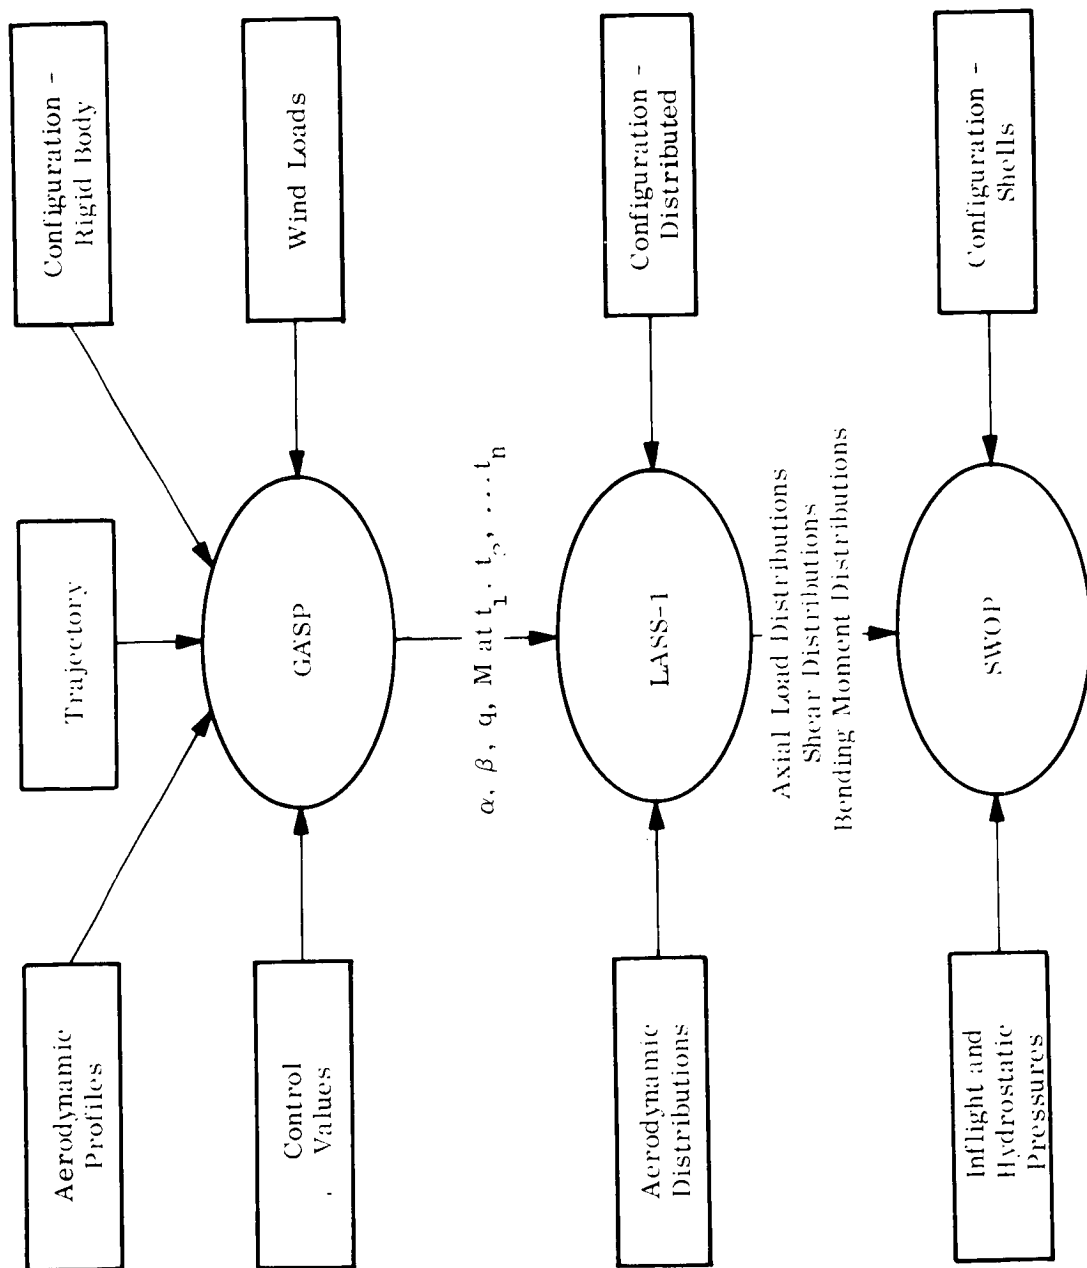 Aerodynamic
Profiles
Trajectory
Configuration -
Rigid Body
Control
Values
GASP
Wind Loads
α, β, q, M at t1, t2, ... tn
Aerodynamic
Distributions
LASS-1
Configuration -
Distributed
Axial Load Distributions
Shear Distributions
Bending Moment Distributions
Inflight and
Hydrostatic
Pressures
SWOP
Configuration -
Shells